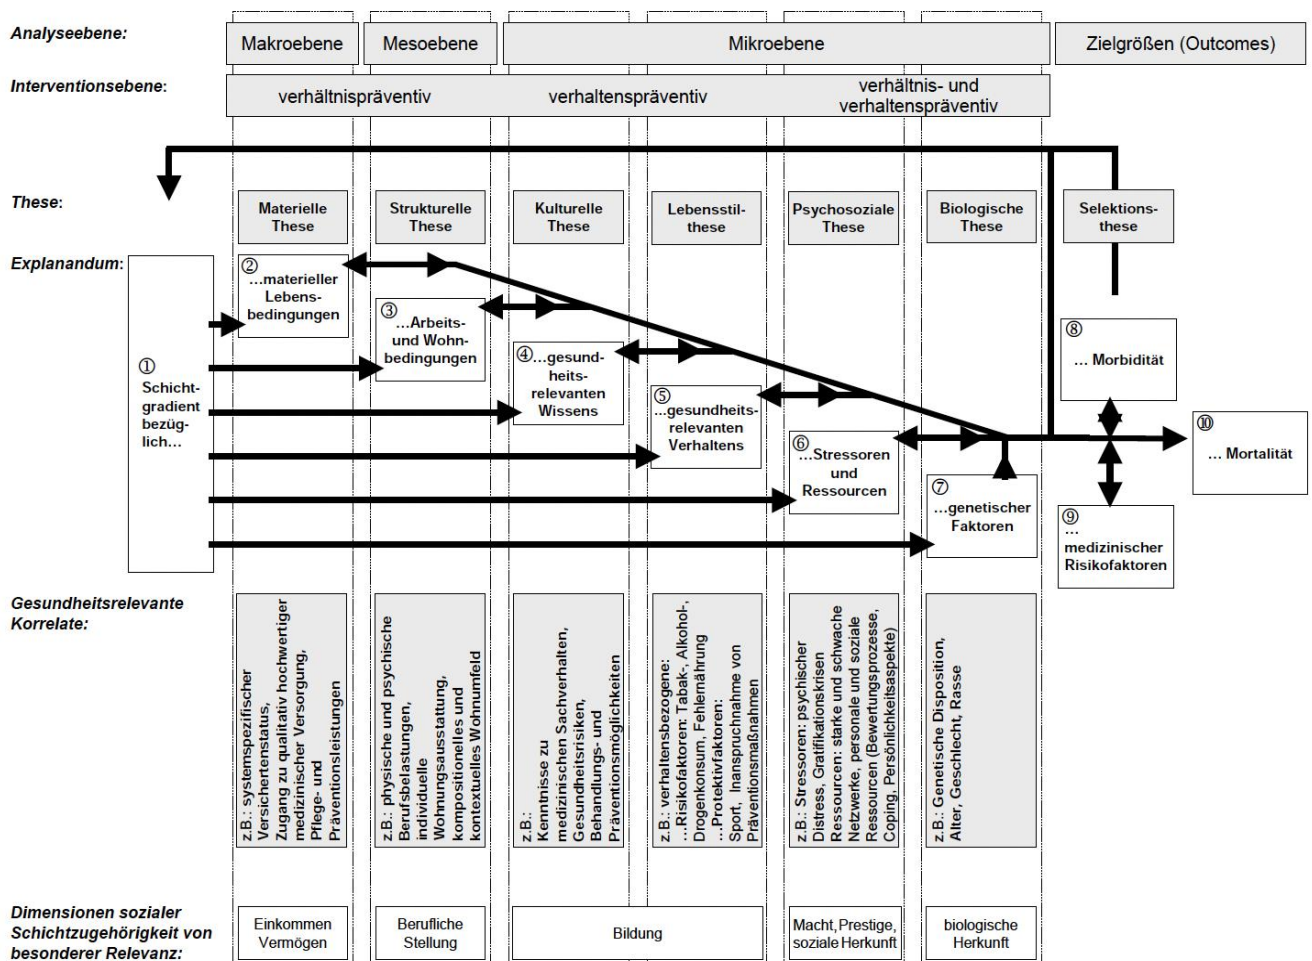 Analyseebene:
Makroebene
Mesoebene
Mikroebene
Zielgrößen (Outcomes)
Interventionsebene:
verhältnispräventiv
verhaltenspräventiv
verhältnis- und
verhaltenspräventiv
These:
Materielle
These
Strukturelle
These
Kulturelle
These
Lebensstil-
these
Psychosoziale
These
Biologische
These
Selektions-
these
Explanandum:
①
Schicht-
gradient
bezüg-
lich...
②
...materieller
Lebens-
bedingungen
③
...Arbeits-
und Wohn-
bedingungen
④...gesund-
heits-
relevanten
Wissens
⑤
...gesundheits-
relevanten
Verhaltens
⑥
...Stressoren
und
Ressourcen
⑦
...genetischer
Faktoren
⑧
... Morbidität
⑨
...
medizinischer
Risikofaktoren
⑩
... Mortalität
Gesundheitsrelevante
Korrelate:
z.B.: systemspezifischer
Versichertenstatus,
Zugang zu qualitativ hochwertiger
medizinischer Versorgung,
Pflege- und
Präventionsleistungen
z.B.: physische und psychische
Berufsbelastungen,
individuelle
Wohnungsausstattung,
kompositionelles und
kontextuelles Wohnumfeld
z.B.:
Kenntnisse zu
medizinischen Sachverhalten,
Gesundheitsrisiken,
Behandlungs- und
Präventionsmöglichkeiten
z.B.: verhaltensbezogene:
...Risikofaktoren: Tabak-, Alkohol-,
Drogenkonsum, Fehlernährung
...Protektivfaktoren:
Sport, Inanspruchnahme von
Präventionsmaßnahmen
z.B.: Stressoren: psychischer
Distress, Gratifikationskrisen
Ressourcen: starke und schwache
Netzwerke, personale und soziale
Ressourcen (Bewertungsprozesse,
Coping, Persönlichkeitsaspekte)
z.B.: Genetische Disposition,
Alter, Geschlecht, Rasse
Dimensionen sozialer
Schichtzugehörigkeit von
besonderer Relevanz:
Einkommen
Vermögen
Berufliche
Stellung
Bildung
Macht, Prestige,
soziale Herkunft
biologische
Herkunft